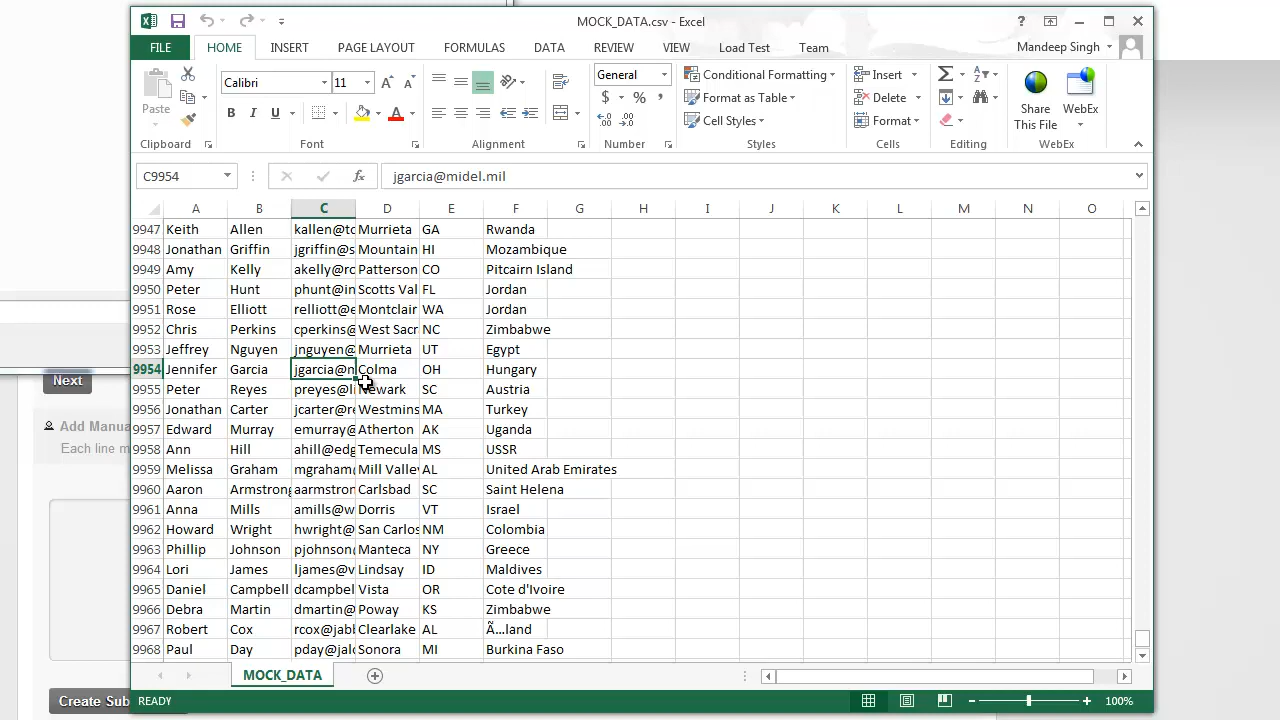 MOCK_DATA.csv - Excel
FILE HOME INSERT PAGE LAYOUT FORMULAS DATA REVIEW VIEW Load Test Team Mandeep Singh
Calibri 11 General Conditional Formatting Insert
Paste B I U $ % , Format as Table Delete Share WebEx
Cell Styles Format This File
Clipboard Font Alignment Number Styles Cells Editing WebEx
C9954 fx jgarcia@midel.mil
A B C D E F G H I J K L M N O
9947 Keith Allen kallen@to Murrieta GA Rwanda
9948 Jonathan Griffin jgriffin@s Mountain HI Mozambique
9949 Amy Kelly akelly@ro Patterson CO Pitcairn Island
9950 Peter Hunt phunt@in Scotts Val FL Jordan
9951 Rose Elliott relliott@e Montclair WA Jordan
9952 Chris Perkins cperkins@ West Sacr NC Zimbabwe
9953 Jeffrey Nguyen jnguyen@ Murrieta UT Egypt
9954 Jennifer Garcia jgarcia@m Colma OH Hungary
9955 Peter Reyes preyes@li Newark SC Austria
9956 Jonathan Carter jcarter@re Westmins MA Turkey
9957 Edward Murray emurray@ Atherton AK Uganda
9958 Ann Hill ahill@edg Temecula MS USSR
9959 Melissa Graham mgraham@ Mill Valley AL United Arab Emirates
9960 Aaron Armstrong aarmstron Carlsbad SC Saint Helena
9961 Anna Mills amills@w Dorris VT Israel
9962 Howard Wright hwright@ San Carlos NM Colombia
9963 Phillip Johnson pjohnson@ Manteca NY Greece
9964 Lori James ljames@v Lindsay ID Maldives
9965 Daniel Campbell dcampbel Vista OR Cote d'Ivoire
9966 Debra Martin dmartin@ Poway KS Zimbabwe
9967 Robert Cox rcox@jabb Clearlake AL Ã…land
9968 Paul Day pday@jalo Sonora MI Burkina Faso
MOCK_DATA
READY 100%
Next
Add Manua
Each line m
Create Sub